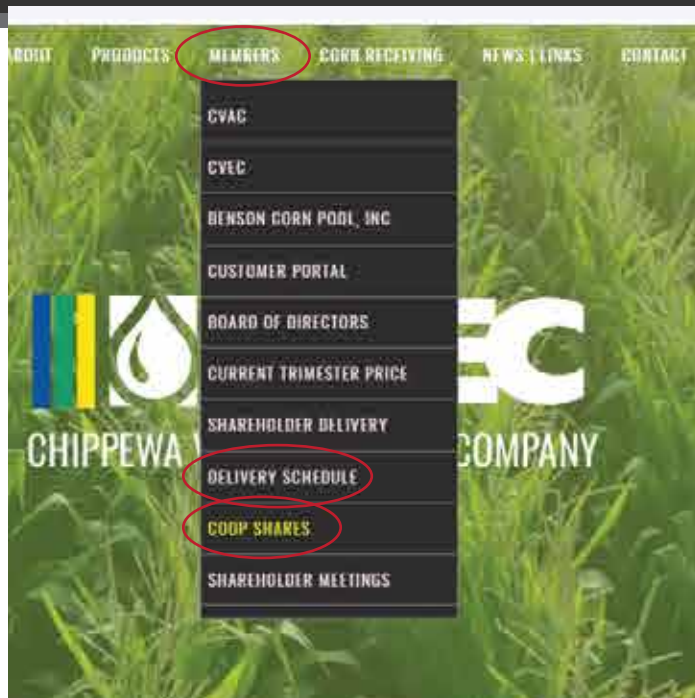 ABOUT PRODUCTS MEMBERS CORN RECEIVING NEWS | LINKS CONTACT
CVAC
CVEC
BENSON CORN POOL, INC
CUSTOMER PORTAL
BOARD OF DIRECTORS
CURRENT TRIMESTER PRICE
SHAREHOLDER DELIVERY
DELIVERY SCHEDULE
COOP SHARES
SHAREHOLDER MEETINGS
EC
CHIPPEWA V COMPANY